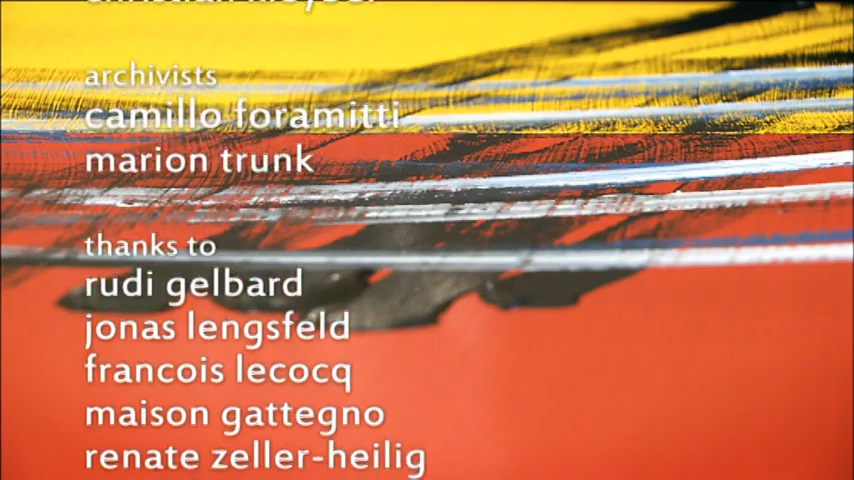 archivists
camillo foramitti
marion trunk
thanks to
rudi gelbard
jonas lengsfeld
francois lecocq
maison gattegno
renate zeller-heilig